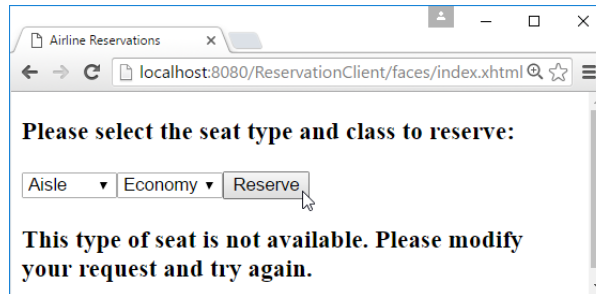 Airline Reservations
localhost:8080/ReservationClient/faces/index.xhtml
Please select the seat type and class to reserve:
Aisle Economy Reserve
This type of seat is not available. Please modify
your request and try again.